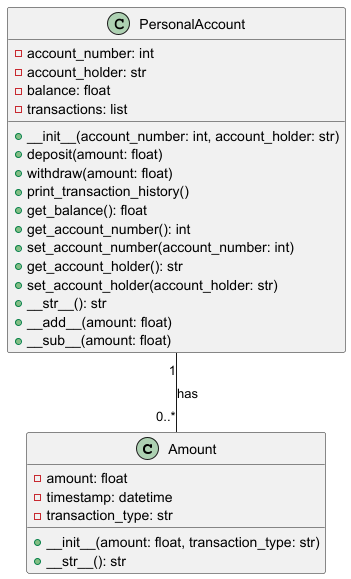 C PersonalAccount
account_number: int
account_holder: str
balance: float
transactions: list
__init__(account_number: int, account_holder: str)
deposit(amount: float)
withdraw(amount: float)
print_transaction_history()
get_balance(): float
get_account_number(): int
set_account_number(account_number: int)
get_account_holder(): str
set_account_holder(account_holder: str)
__str__(): str
__add__(amount: float)
__sub__(amount: float)
1
has
0..*
C Amount
amount: float
timestamp: datetime
transaction_type: str
__init__(amount: float, transaction_type: str)
__str__(): str